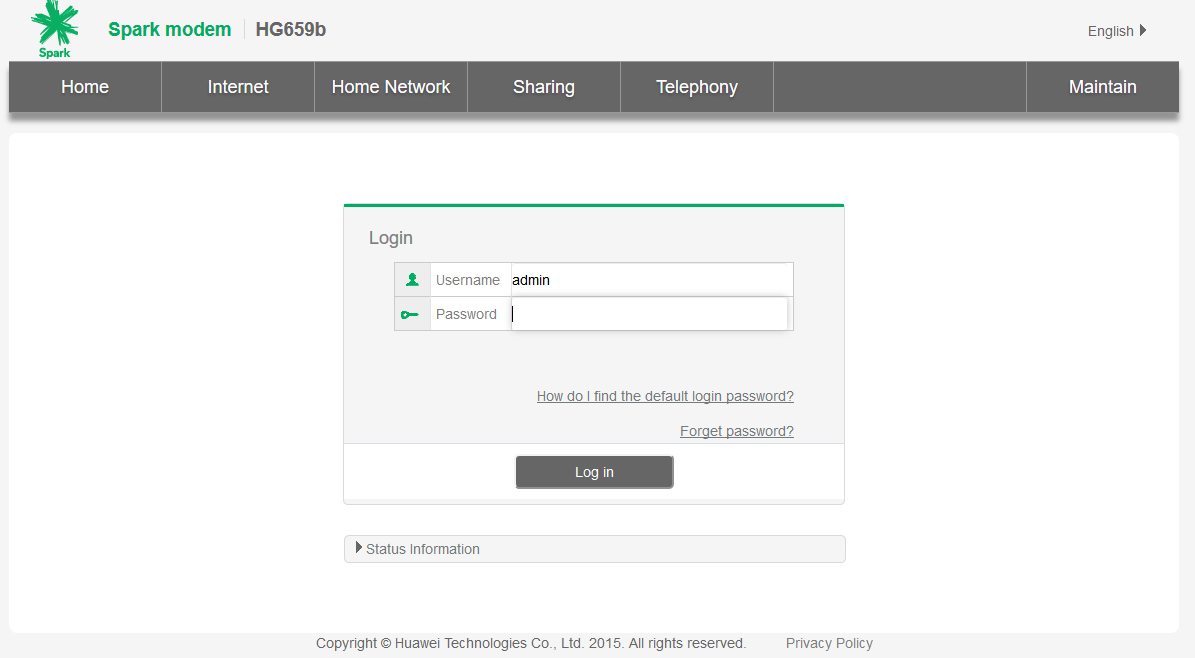 Spark
Spark modem HG659b
English
Home Internet Home Network Sharing Telephony Maintain
Login
Username admin
Password
How do I find the default login password?
Forget password?
Log in
Status Information
Copyright © Huawei Technologies Co., Ltd. 2015. All rights reserved. Privacy Policy